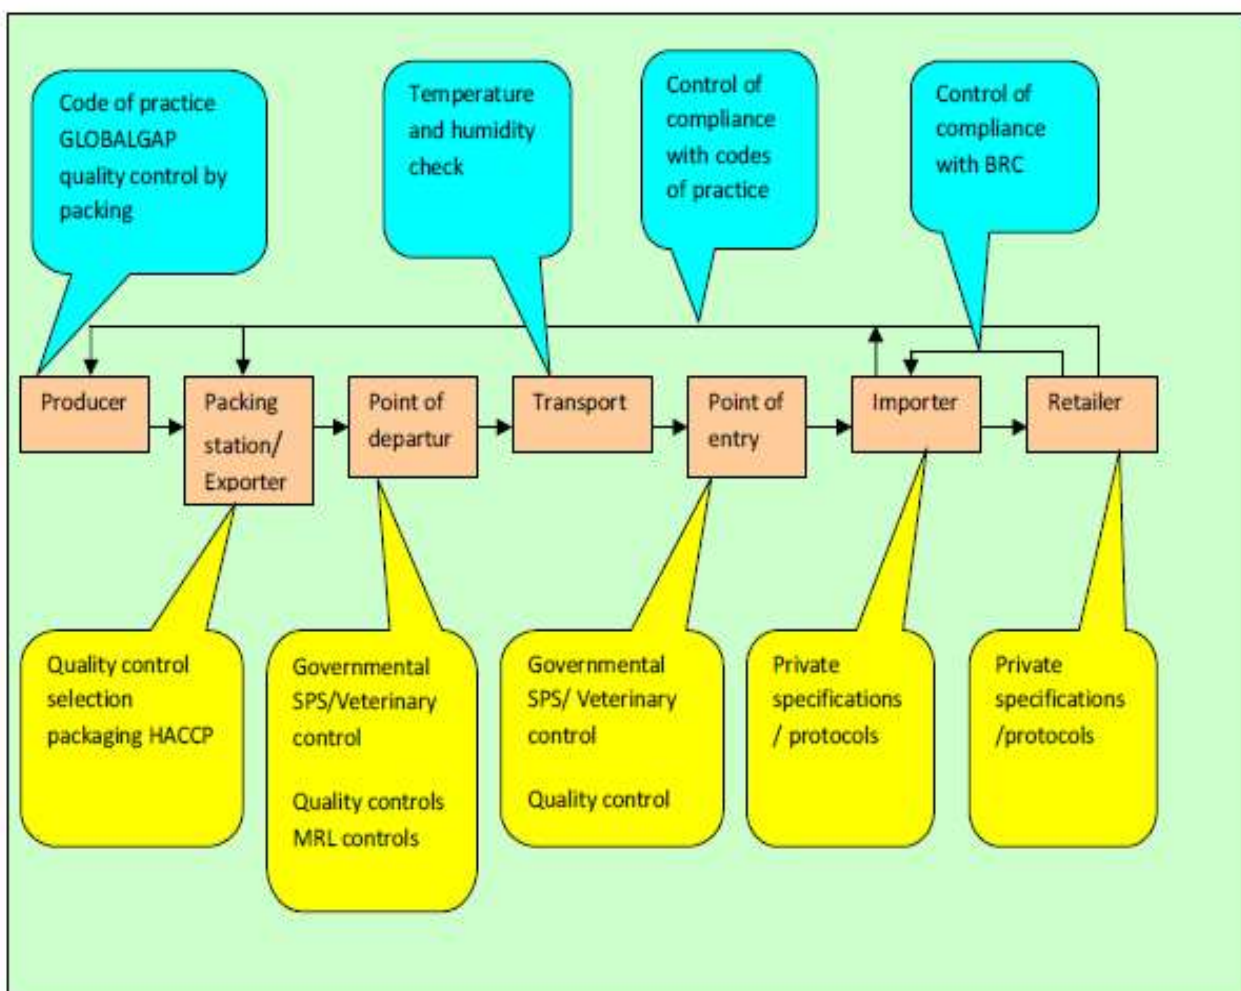 Code of practice
GLOBALGAP
quality control by
packing
Temperature
and humidity
check
Control of
compliance
with codes
of practice
Control of
compliance
with BRC
Producer
Packing
station/
Exporter
Point of
departur
Transport
Point of
entry
Importer
Retailer
Quality control
selection
packaging HACCP
Governmental
SPS/Veterinary
control
Quality controls
MRL controls
Governmental
SPS/ Veterinary
control
Quality control
Private
specifications
/ protocols
Private
specifications
/protocols